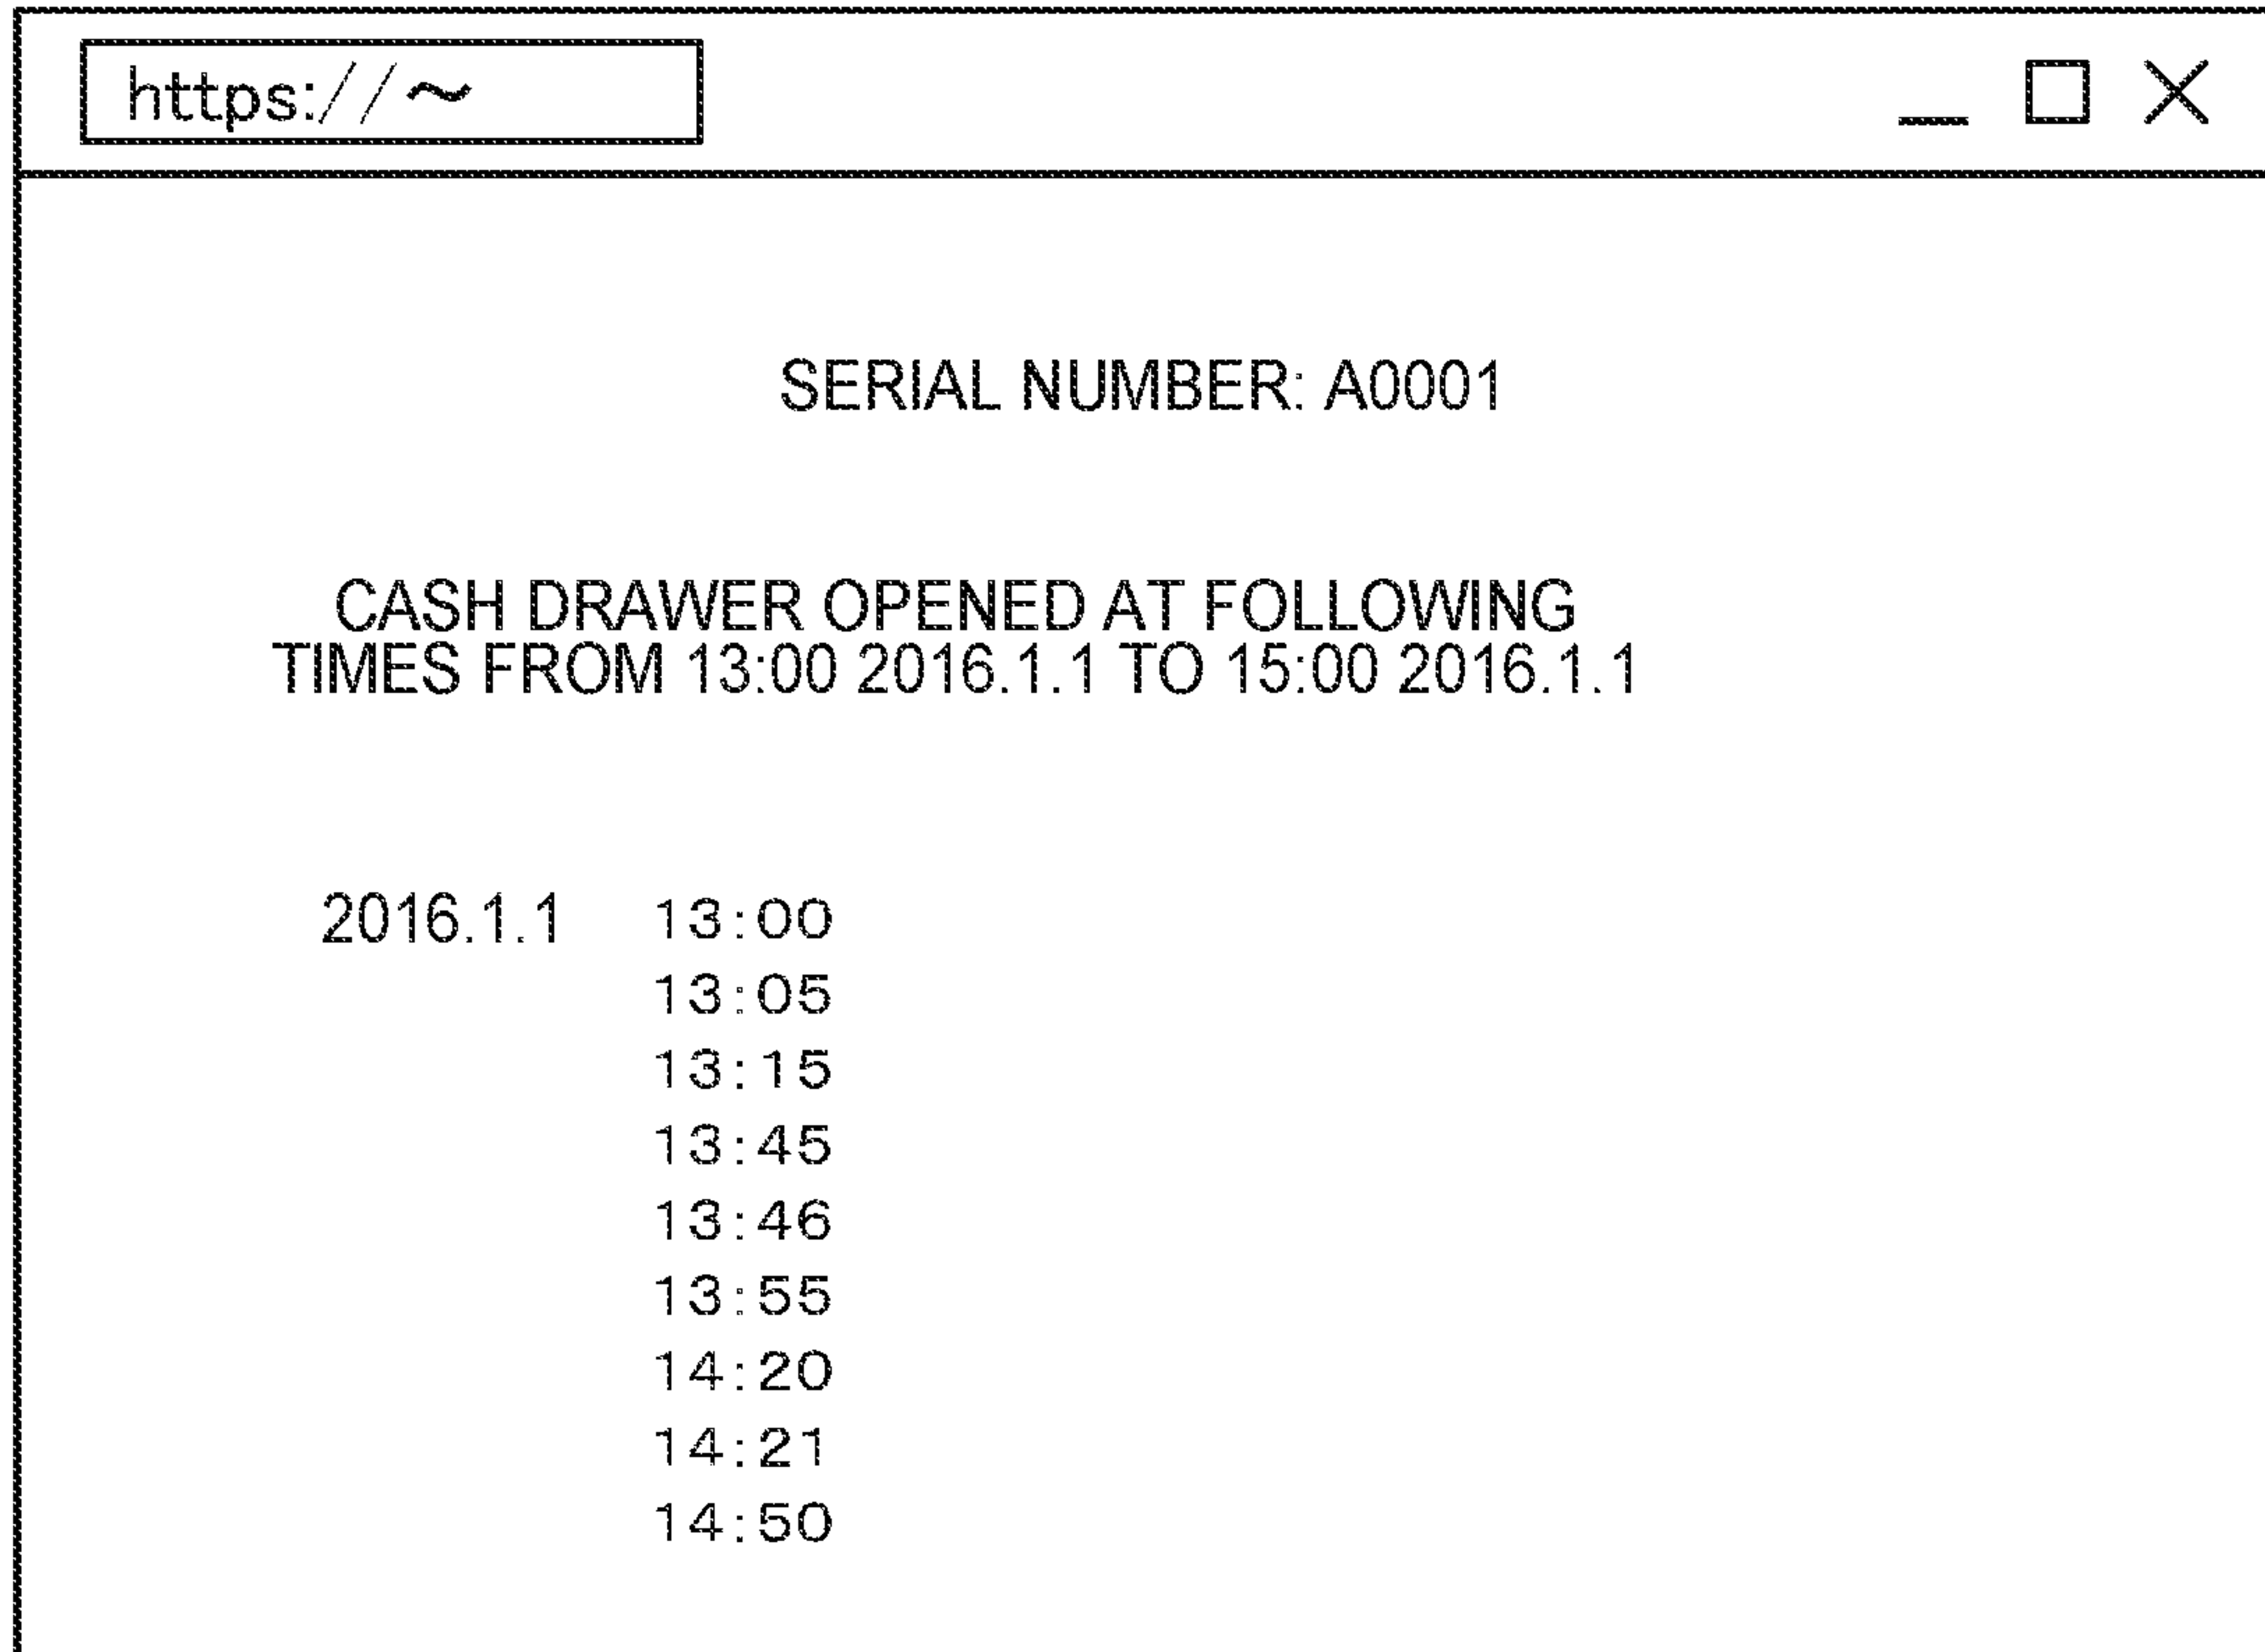 https://~
SERIAL NUMBER: A0001
CASH DRAWER OPENED AT FOLLOWING
TIMES FROM 13:00 2016.1.1 TO 15:00 2016.1.1
2016.1.1 13:00
13:05
13:15
13:45
13:46
13:55
14:20
14:21
14:50